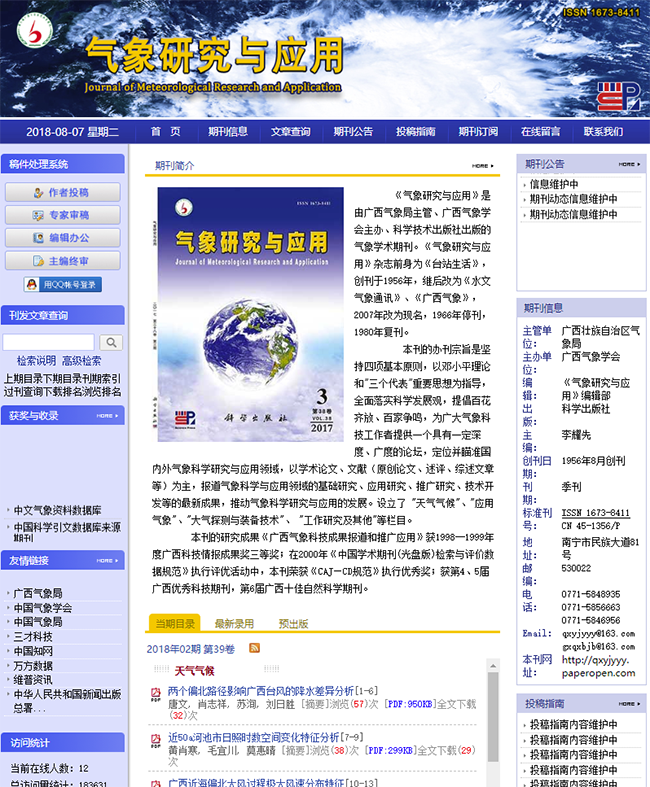 ISSN 1673-8411
气象研究与应用
Journal of Meteorological Research and Application
2018-08-07 星期二
首 页
期刊信息
文章查询
期刊公告
投稿指南
期刊订阅
在线留言
联系我们
稿件处理系统
作者投稿
专家审稿
编辑办公
主编终审
用QQ帐号登录
刊发文章查询
检索说明 高级检索
上期目录下期目录刊期索引
过刊查询下载排名浏览排名
获奖与收录
MORE
中文气象资料数据库
中国科学引文数据库来源
期刊
友情链接
MORE
广西气象局
中国气象学会
中国气象局
三才科技
中国知网
万方数据
维普资讯
中华人民共和国新闻出版
总署...
访问统计
当前在线人数: 12
总访问量统计: 183631
期刊简介
MORE
ISSN 1673-8411
气象研究与应用
Journal of Meteorological Research and Application
3
第38卷
VOL.38
2017
科学出版社
《气象研究与应用》是
由广西气象局主管、广西气象学
会主办、科学技术出版社出版的
气象学术期刊。《气象研究与应
用》杂志前身为《台站生活》,
创刊于1956年,继后改为《水文
气象通讯》、《广西气象》,
2007年改为现名,1966年停刊,
1980年复刊。
本刊的办刊宗旨是坚
持四项基本原则,以邓小平理论
和"三个代表"重要思想为指导,
全面落实科学发展观,提倡百花
齐放、百家争鸣,为广大气象科
技工作者提供一个具有一定深
度、广度的论坛,定位并瞄准国
内外气象科学研究与应用领域,以学术论文、文献(原创论文、述评、综述文章
等)为主,报道气象科学与应用领域的基础研究、应用研究、推广研究、技术开
发等的最新成果,推动气象科学研究与应用的发展。设立了 "天气气候"、"应用
气象"、"大气探测与装备技术"、 "工作研究及其他"等栏目。
本刊的研究成果《广西气象科技成果报道和推广应用》获1998—1999年
度广西科技情报成果奖三等奖;在2000年《中国学术期刊(光盘版)检索与评价数
据规范》执行评优活动中,本刊荣获《CAJ—CD规范》执行优秀奖;获第4、5届
广西优秀科技期刊,第6届广西十佳自然科学期刊。
当期目录
最新录用
预出版
2018年02期 第39卷
天气气候
两个偏北路径影响广西台风的降水差异分析[1-6]
唐文, 肖志祥, 苏洵, 刘日胜 [摘要]浏览(57)次 [PDF:950KB]全文下载
(32)次
近50a河池市日照时数空间变化特征分析[7-9]
黄肖寒, 毛宜川, 莫惠晴 [摘要]浏览(38)次 [PDF:299KB]全文下载(29)
次
广西近海偏北大风过程极大风速分布特征[10-13]
期刊公告
MORE
信息维护中
期刊动态信息维护中
期刊动态信息维护中
期刊信息
主管单位: 广西壮族自治区气象局
主办单位: 广西气象学会
编 辑: 《气象研究与应用》编辑部
出 版: 科学出版社
主 编: 李耀先
创刊日期: 1956年8月创刊
刊 期: 季刊
标准刊号: ISSN 1673-8411
CN 45-1356/P
地 址: 南宁市民族大道81号
邮 编: 530022
电 话: 0771-5848935
0771-5856663
0771-5846956
Email: qxyjyyy@163.com
gxqxbjb@163.com
本刊网址: http://qxyjyyy.
paperopen.com
投稿指南
MORE
投稿指南内容维护中
投稿指南内容维护中
投稿指南内容维护中
投稿指南内容维护中
投稿指南内容维护中